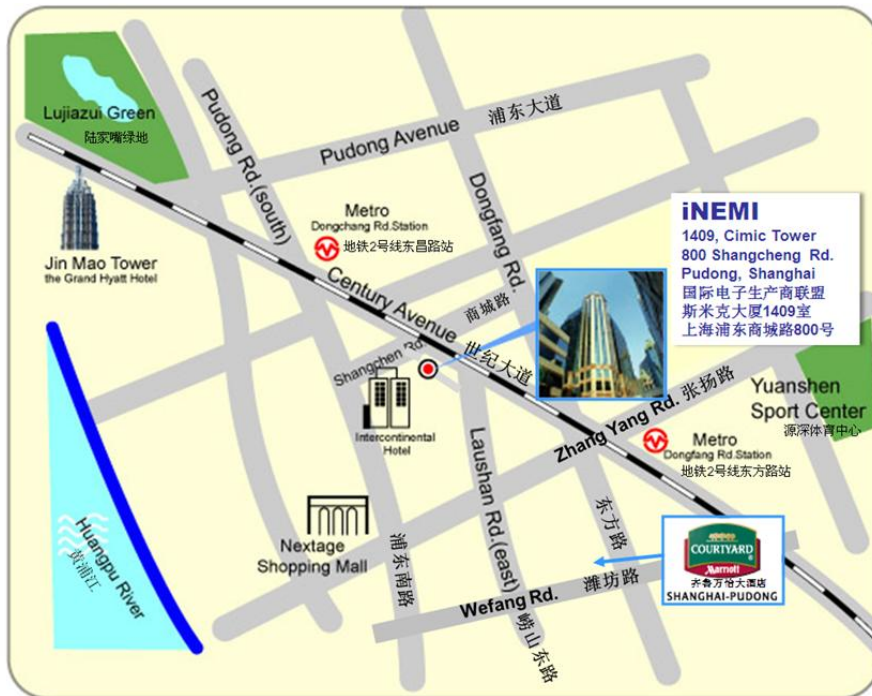 Lujiazui Green
陆家嘴绿地
Pudong Rd.(south)
Pudong Avenue
浦东大道
Dongfang Rd.
Metro
Dongchang Rd.Station
地铁2号线东昌路站
Jin Mao Tower
the Grand Hyatt Hotel
Century Avenue
世纪大道
商城路
Shangchen Rd.
iNEMI
1409, Cimic Tower
800 Shangcheng Rd.
Pudong, Shanghai
国际电子生产商联盟
斯米克大厦1409室
上海浦东商城路800号
Yuanshen
Sport Center
源深体育中心
Zhang Yang Rd.
张扬路
Metro
Dongfang Rd.Station
地铁2号线东方路站
Intercontinental
Hotel
Laushan Rd.(east)
崂山东路
Nextage
Shopping Mall
浦东南路
东方路
Huangpu River
黄浦江
Wefang Rd.
潍坊路
COURTYARD
Marriott
齐鲁万怡大酒店
SHANGHAI-PUDONG